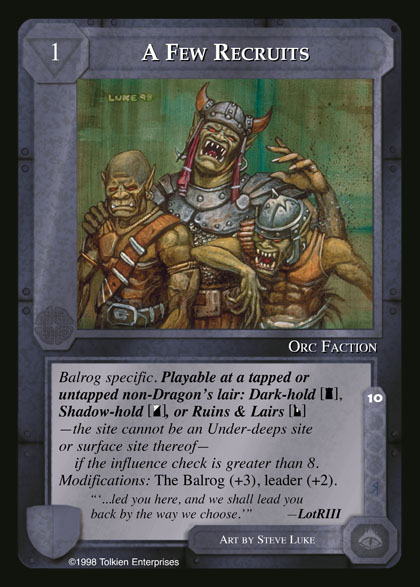 1
A Few Recruits
LUKE 98
Orc Faction
Balrog specific. Playable at a tapped or
untapped non-Dragon's lair: Dark-hold [ ],
Shadow-hold [ ], or Ruins & Lairs [ ]
—the site cannot be an Under-deeps site
or surface site thereof—
if the influence check is greater than 8.
Modifications: The Balrog (+3), leader (+2).
10
“‘...led you here, and we shall lead you
back by the way we choose.’” —LotRIII
Art by Steve Luke
©1998 Tolkien Enterprises